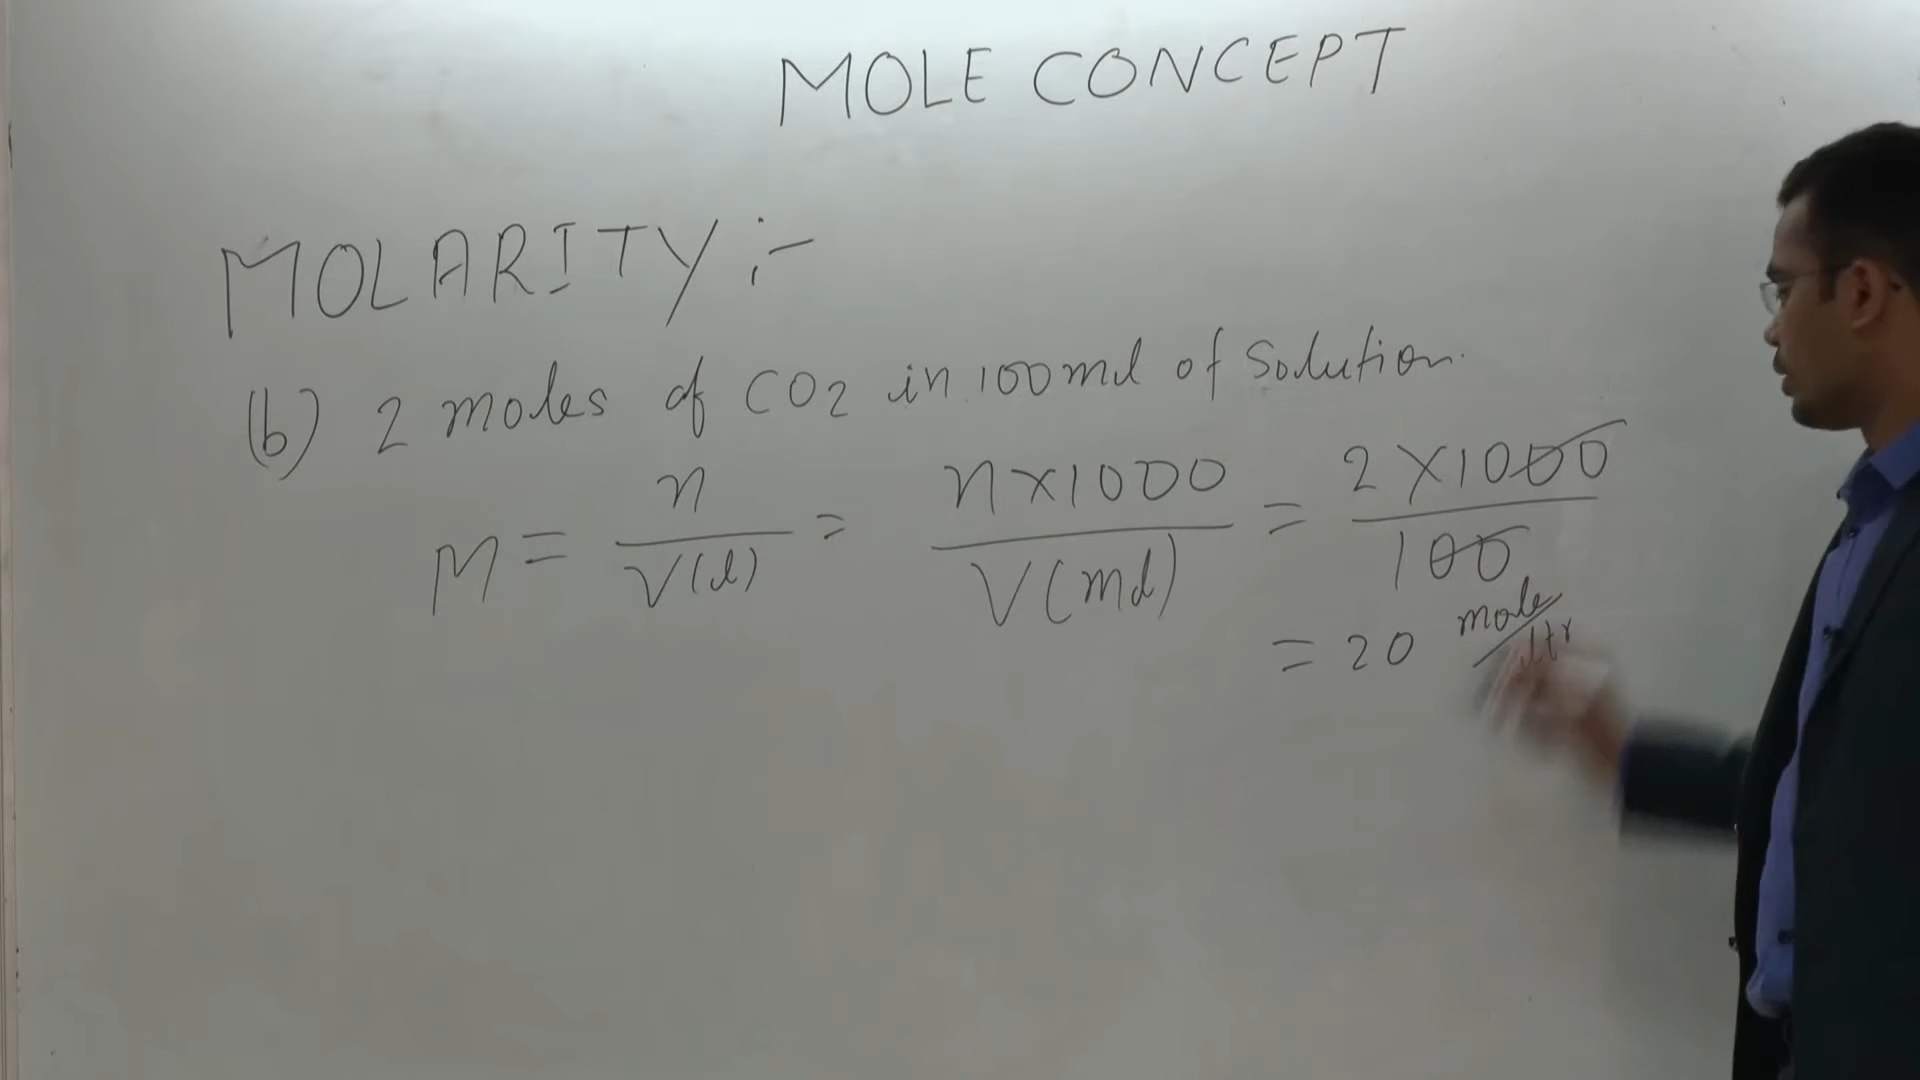 MOLE CONCEPT
MOLARITY :-
(b) 2 moles of CO2 in 100ml of Solution.
M = n/V(l) = n×1000/V(ml) = 2×1000/100
= 20 mole/ltr